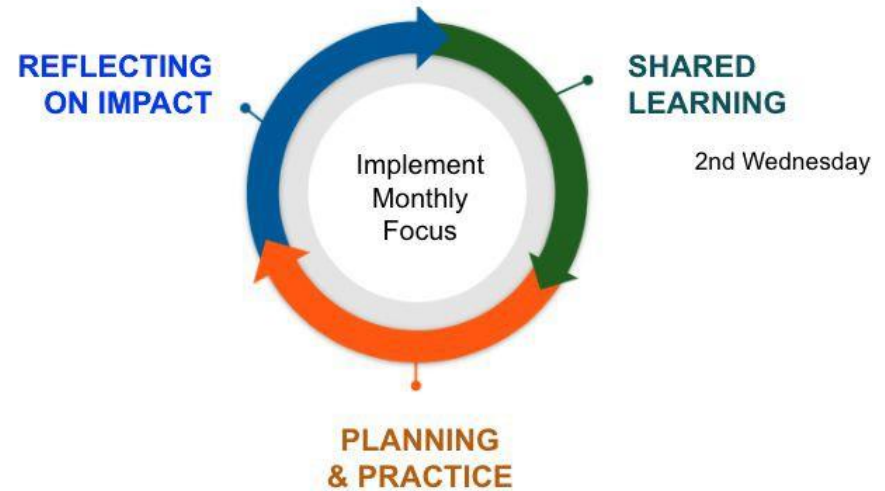 REFLECTING
ON IMPACT
SHARED
LEARNING
2nd Wednesday
Implement
Monthly
Focus
PLANNING
& PRACTICE